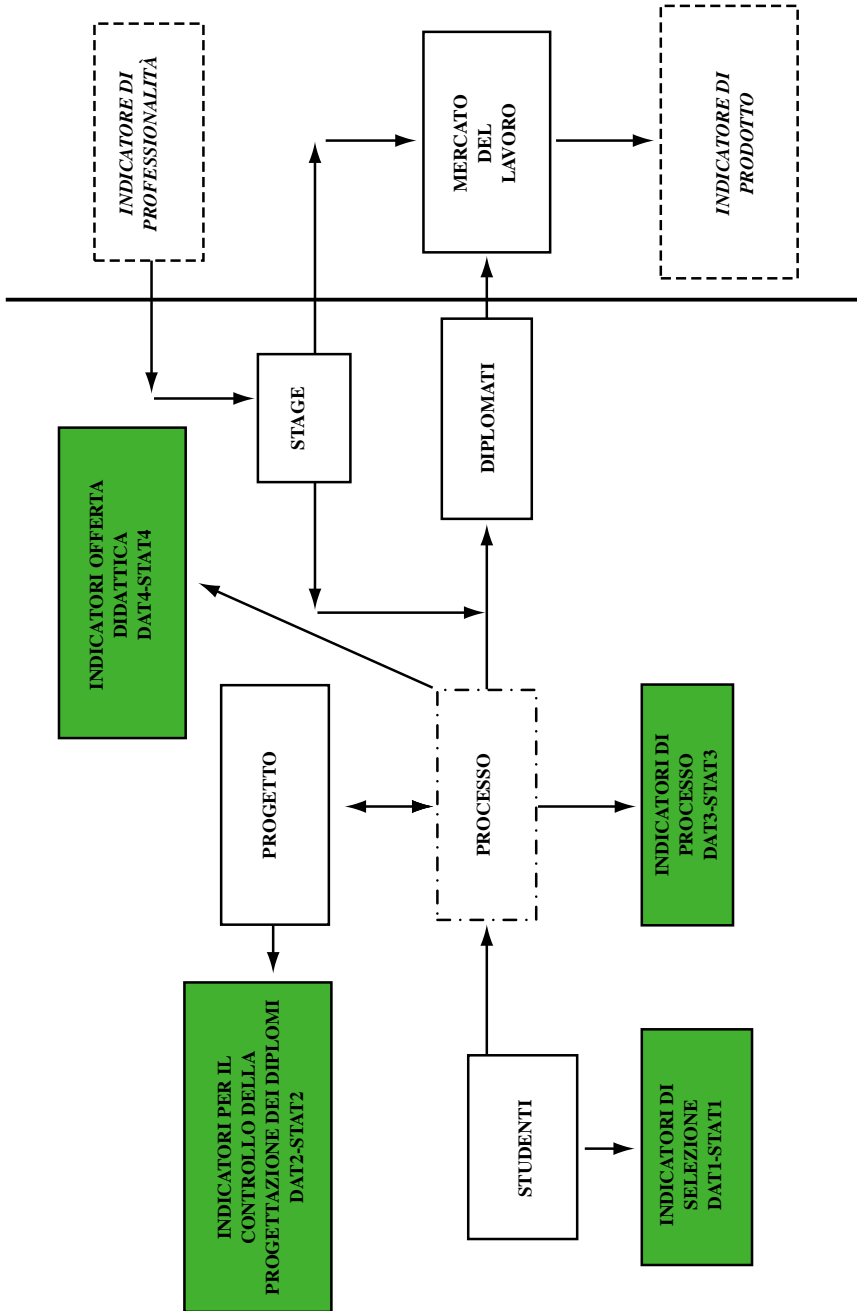 INDICATORI PER IL
CONTROLLO DELLA
PROGETTAZIONE DEI DIPLOMI
DAT2-STAT2
PROGETTO
INDICATORI OFFERTA
DIDATTICA
DAT4-STAT4
INDICATORE DI
PROFESSIONALITÀ
STAGE
STUDENTI
PROCESSO
DIPLOMATI
MERCATO
DEL
LAVORO
INDICATORI DI
SELEZIONE
DAT1-STAT1
INDICATORI DI
PROCESSO
DAT3-STAT3
INDICATORE DI
PRODOTTO